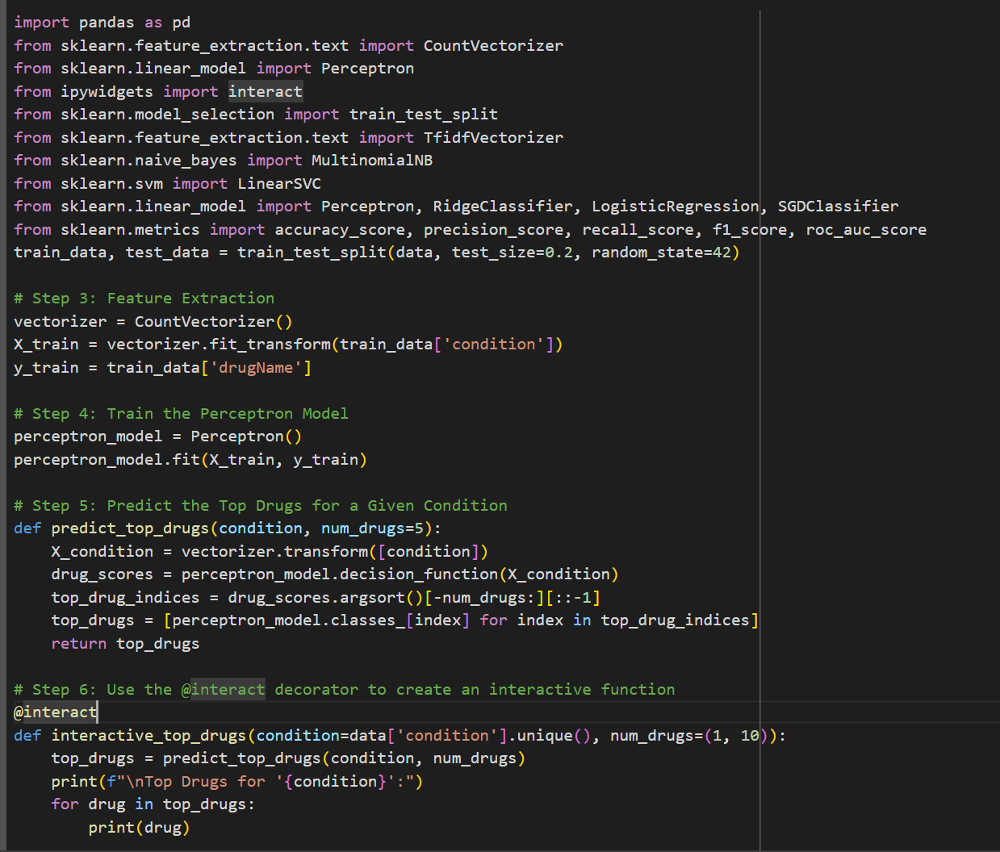 import pandas as pd
from sklearn.feature_extraction.text import CountVectorizer
from sklearn.linear_model import Perceptron
from ipywidgets import interact
from sklearn.model_selection import train_test_split
from sklearn.feature_extraction.text import TfidfVectorizer
from sklearn.naive_bayes import MultinomialNB
from sklearn.svm import LinearSVC
from sklearn.linear_model import Perceptron, RidgeClassifier, LogisticRegression, SGDClassifier
from sklearn.metrics import accuracy_score, precision_score, recall_score, f1_score, roc_auc_score
train_data, test_data = train_test_split(data, test_size=0.2, random_state=42)

# Step 3: Feature Extraction
vectorizer = CountVectorizer()
X_train = vectorizer.fit_transform(train_data['condition'])
y_train = train_data['drugName']

# Step 4: Train the Perceptron Model
perceptron_model = Perceptron()
perceptron_model.fit(X_train, y_train)

# Step 5: Predict the Top Drugs for a Given Condition
def predict_top_drugs(condition, num_drugs=5):
    X_condition = vectorizer.transform([condition])
    drug_scores = perceptron_model.decision_function(X_condition)
    top_drug_indices = drug_scores.argsort()[-num_drugs:][::-1]
    top_drugs = [perceptron_model.classes_[index] for index in top_drug_indices]
    return top_drugs

# Step 6: Use the @interact decorator to create an interactive function
@interact
def interactive_top_drugs(condition=data['condition'].unique(), num_drugs=(1, 10)):
    top_drugs = predict_top_drugs(condition, num_drugs)
    print(f"\nTop Drugs for '{condition}':")
    for drug in top_drugs:
        print(drug)